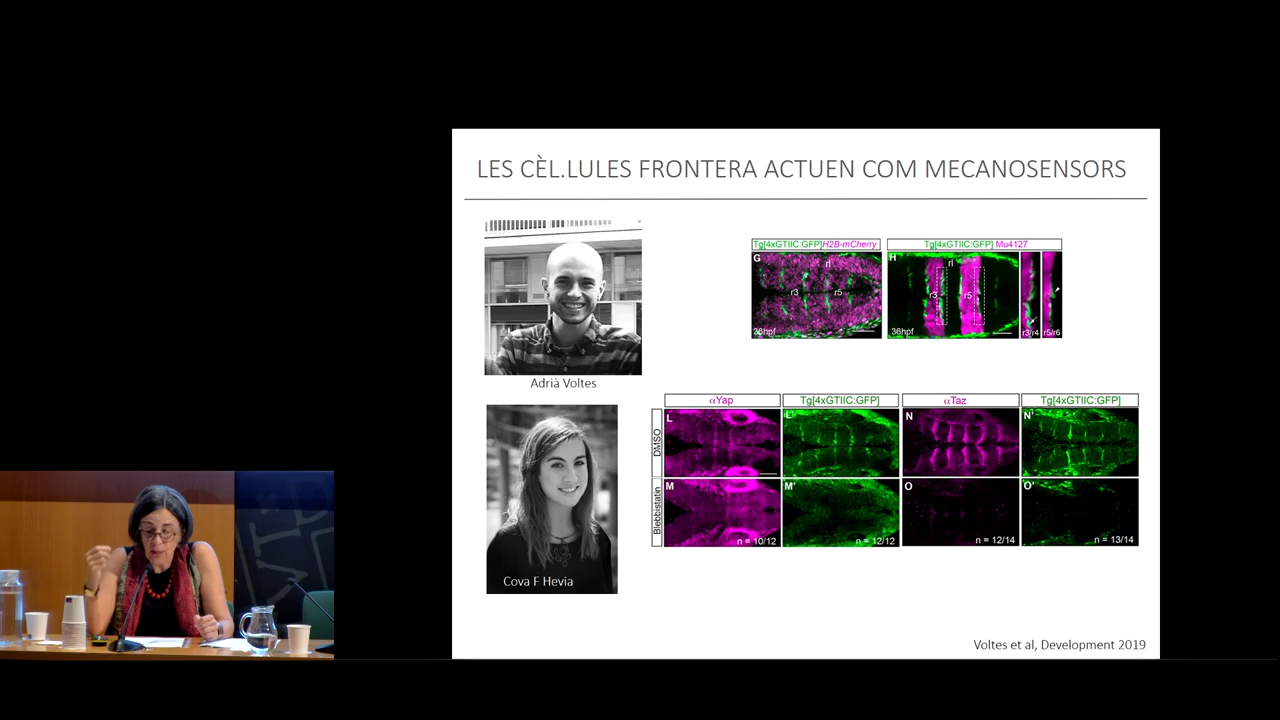 LES CÈL.LULES FRONTERA ACTUEN COM MECANOSENSORS
Adrià Voltes
Cova F Hevia
Tg[4xGTIIC:GFP]H2B-mCherry
G
rl
r3
r5
36hpf
Tg[4xGTIIC:GFP] Mu4127
H
rl
r3
r5
36hpf
r3/r4
r5/r6
αYap
Tg[4xGTIIC:GFP]
αTaz
Tg[4xGTIIC:GFP]
DMSO
L
L'
N
N'
Blebbistatin
M
M'
O
O'
n = 10/12
n = 12/12
n = 12/14
n = 13/14
Voltes et al, Development 2019